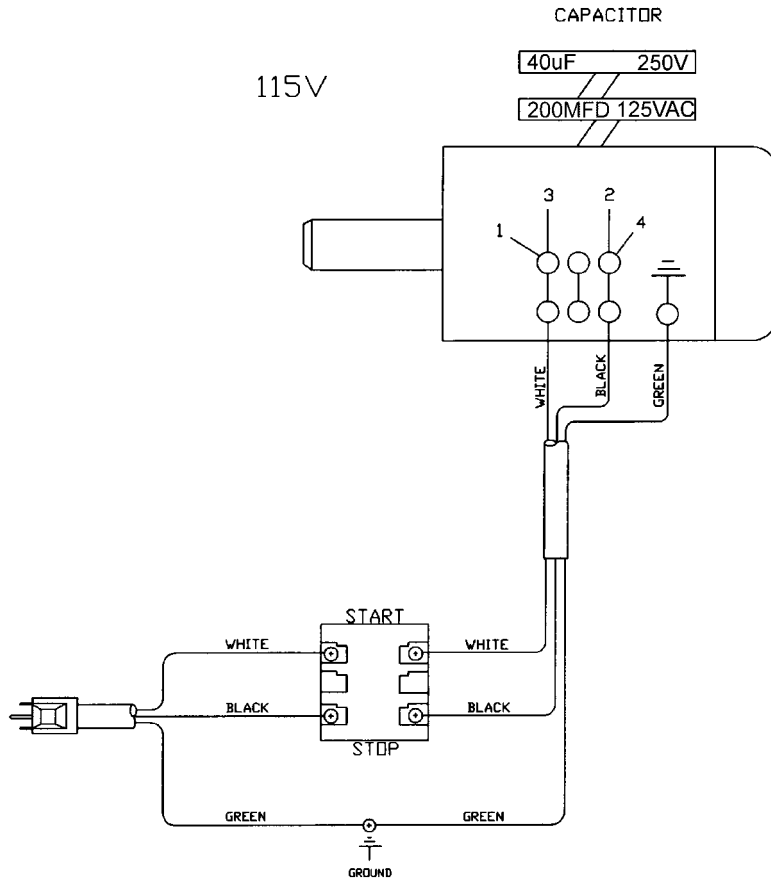 CAPACITOR
40uF 250V
115V
200MFD 125VAC
3 2
1 4
WHITE
BLACK
GREEN
START
WHITE
WHITE
BLACK
BLACK
STOP
GREEN
GREEN
GROUND